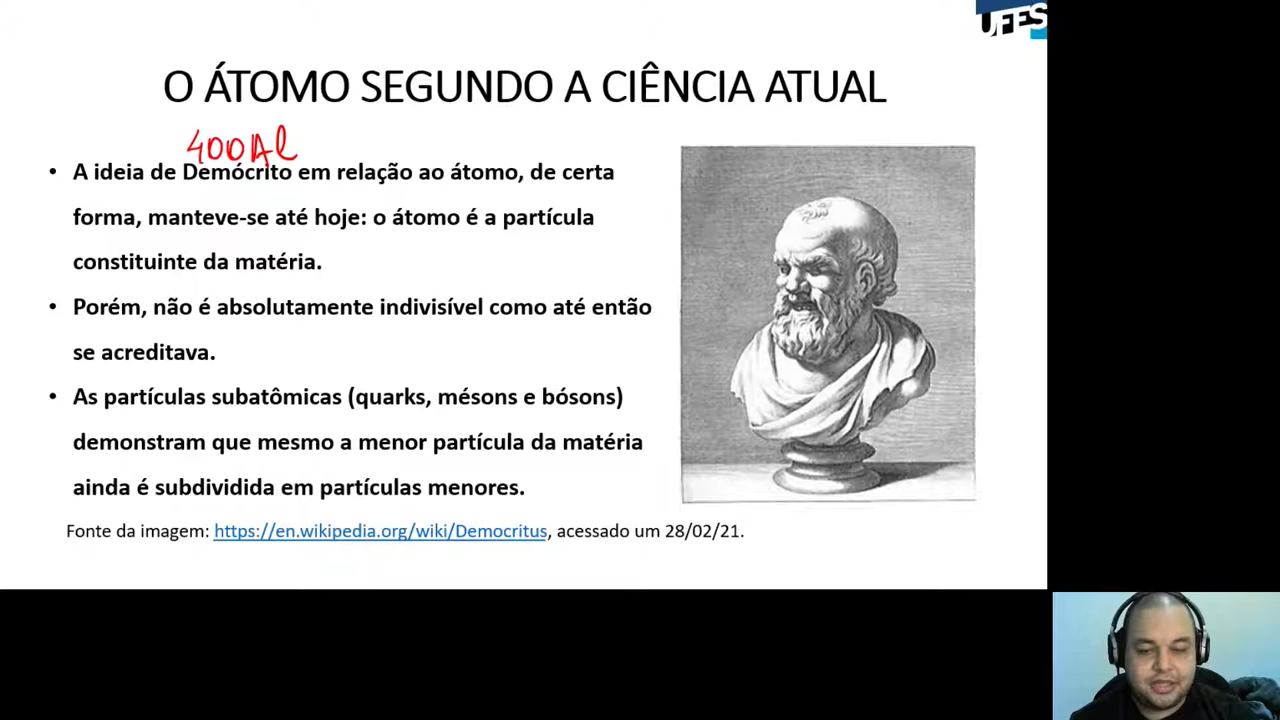 UFES
O ÁTOMO SEGUNDO A CIÊNCIA ATUAL
400 Al
• A ideia de Demócrito em relação ao átomo, de certa
forma, manteve-se até hoje: o átomo é a partícula
constituinte da matéria.
• Porém, não é absolutamente indivisível como até então
se acreditava.
• As partículas subatômicas (quarks, mésons e bósons)
demonstram que mesmo a menor partícula da matéria
ainda é subdividida em partículas menores.
Fonte da imagem: https://en.wikipedia.org/wiki/Democritus, acessado um 28/02/21.